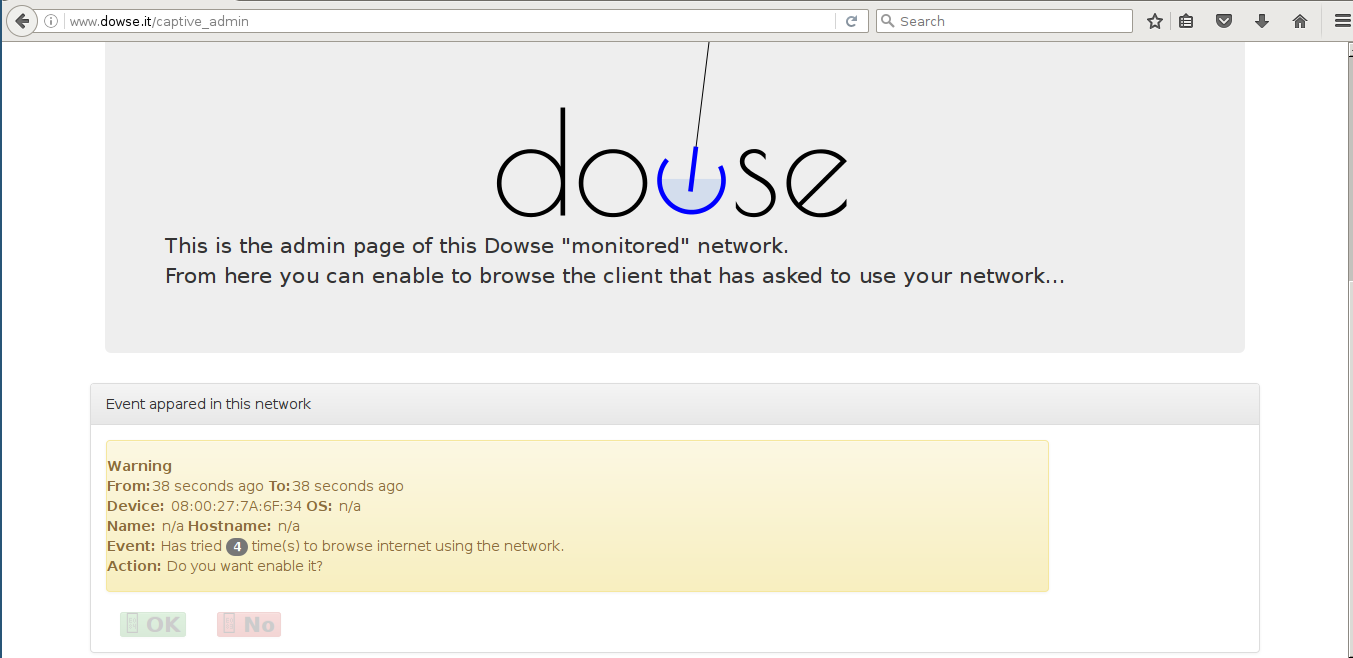 www.dowse.it/captive_admin
Search
dowse
This is the admin page of this Dowse "monitored" network.
From here you can enable to browse the client that has asked to use your network...
Event appared in this network
Warning
From: 38 seconds ago To: 38 seconds ago
Device: 08:00:27:7A:6F:34 OS: n/a
Name: n/a Hostname: n/a
Event: Has tried 4 time(s) to browse internet using the network.
Action: Do you want enable it?
OK No